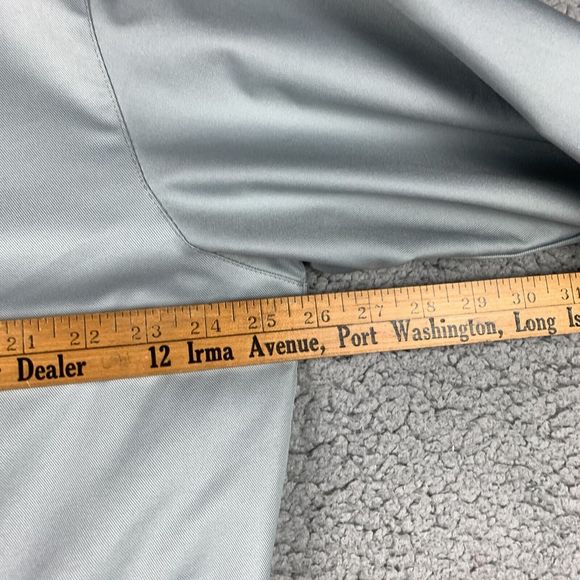 21 22 23 24 25 26 27 28 29 30 31
Dealer 12 Irma Avenue, Port Washington, Long Is